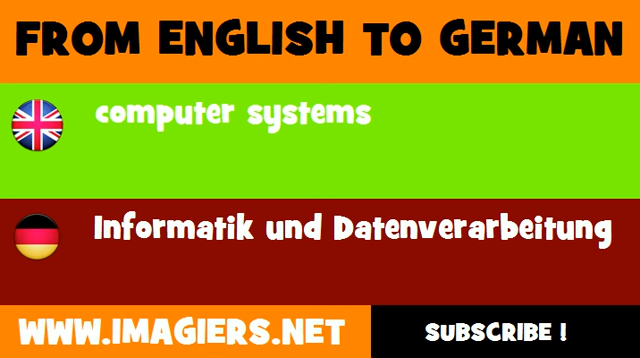 FROM ENGLISH TO GERMAN
computer systems
Informatik und Datenverarbeitung
WWW.IMAGIERS.NET
SUBSCRIBE !